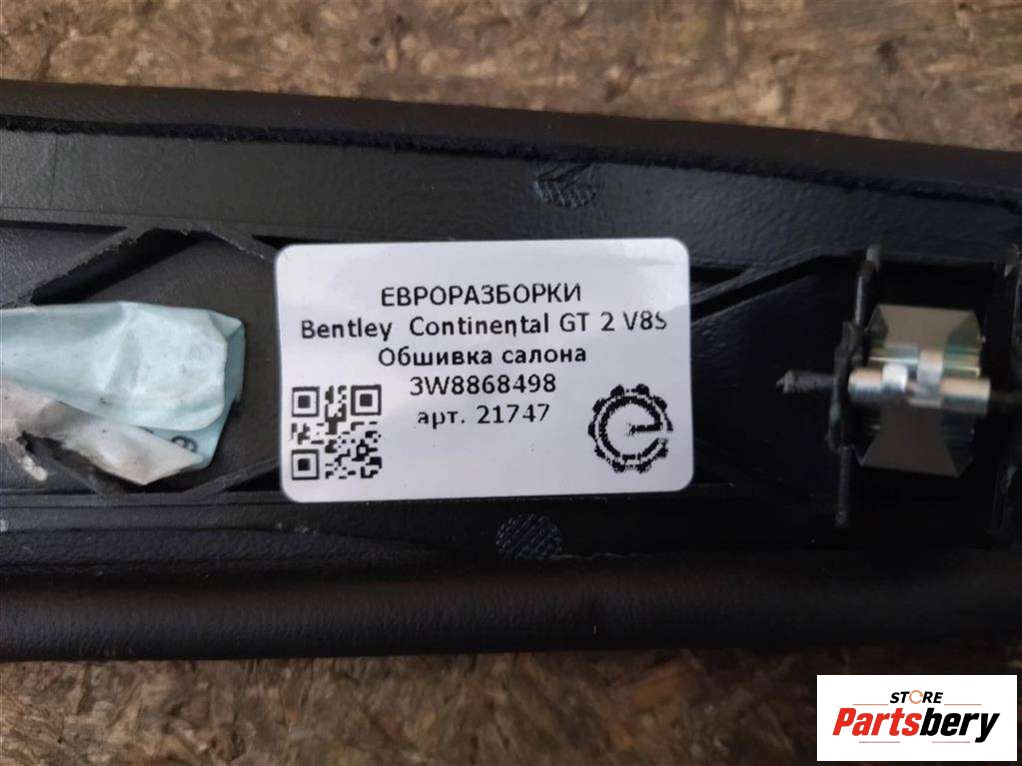 ЕВРОРАЗБОРКИ
Bentley Continental GT 2 V8S
Обшивка салона
3W8868498
арт. 21747
STORE
Partsbery